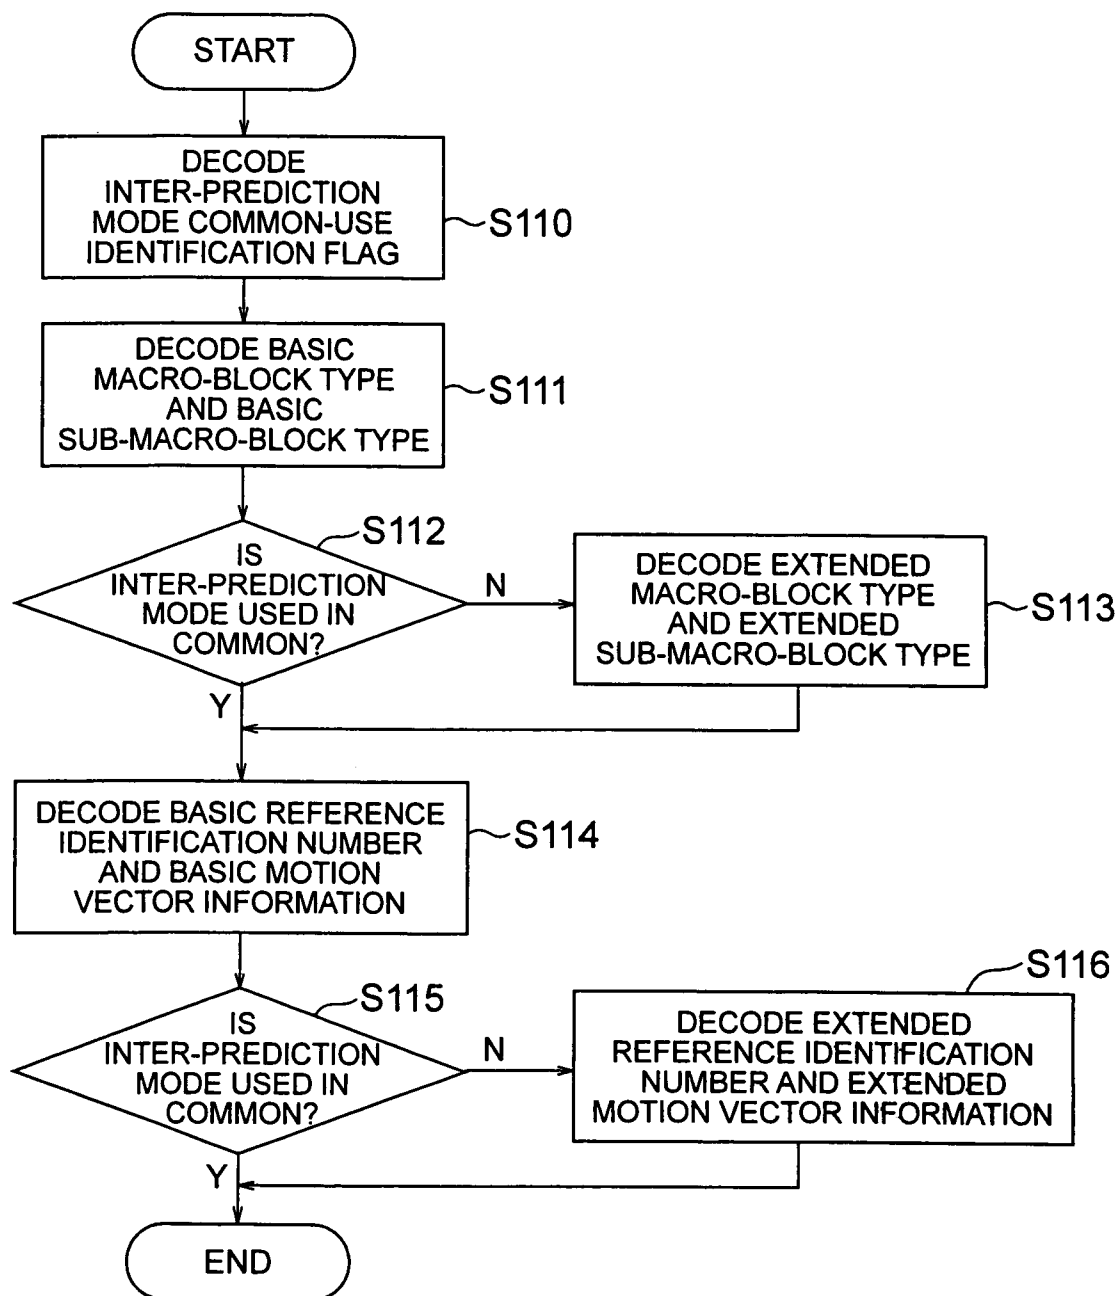 START
DECODE
INTER-PREDICTION
MODE COMMON-USE
IDENTIFICATION FLAG
S110
DECODE BASIC
MACRO-BLOCK TYPE
AND BASIC
SUB-MACRO-BLOCK TYPE
S111
S112
IS
INTER-PREDICTION
MODE USED IN
COMMON?
N
Y
DECODE EXTENDED
MACRO-BLOCK TYPE
AND EXTENDED
SUB-MACRO-BLOCK TYPE
S113
DECODE BASIC REFERENCE
IDENTIFICATION NUMBER
AND BASIC MOTION
VECTOR INFORMATION
S114
S115
IS
INTER-PREDICTION
MODE USED IN
COMMON?
N
Y
S116
DECODE EXTENDED
REFERENCE IDENTIFICATION
NUMBER AND EXTENDED
MOTION VECTOR INFORMATION
END